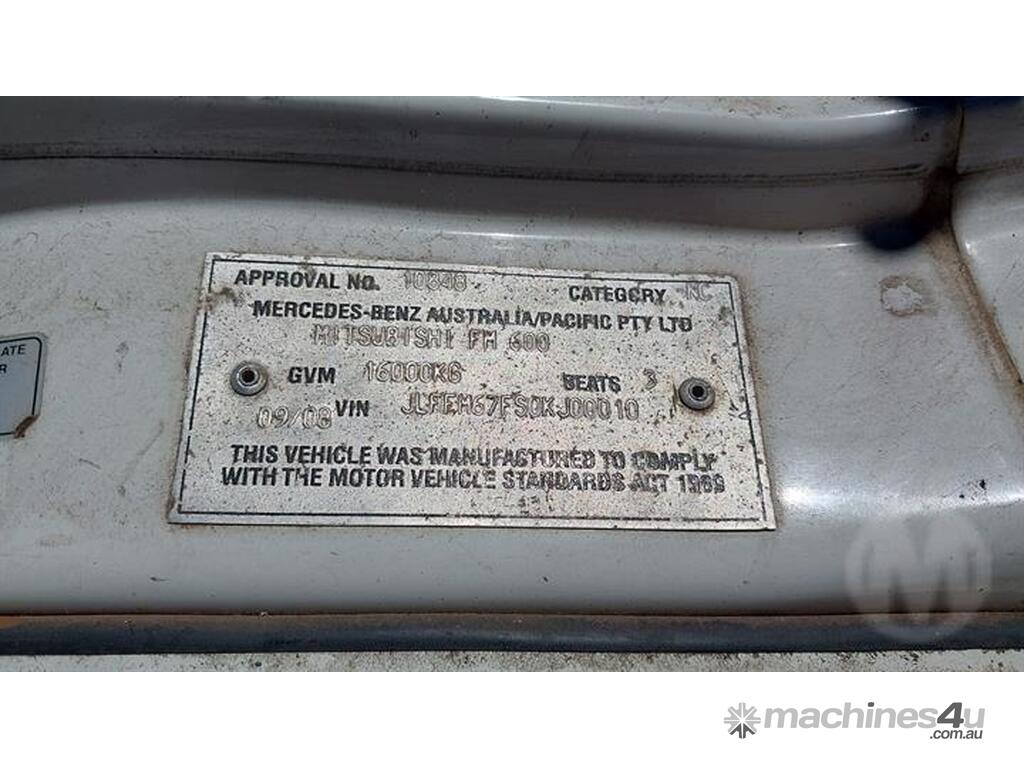 APPROVAL NO. 10848 CATEGORY NC
MERCEDES-BENZ AUSTRALIA/PACIFIC PTY LTD
MITSUBISHI FM 600
GVM 16000KG SEATS 3
09/08 VIN
THIS VEHICLE WAS MANUFACTURED TO COMPLY
WITH THE MOTOR VEHICLE STANDARDS ACT 1989
ATE
R
M
machines4u
.com.au